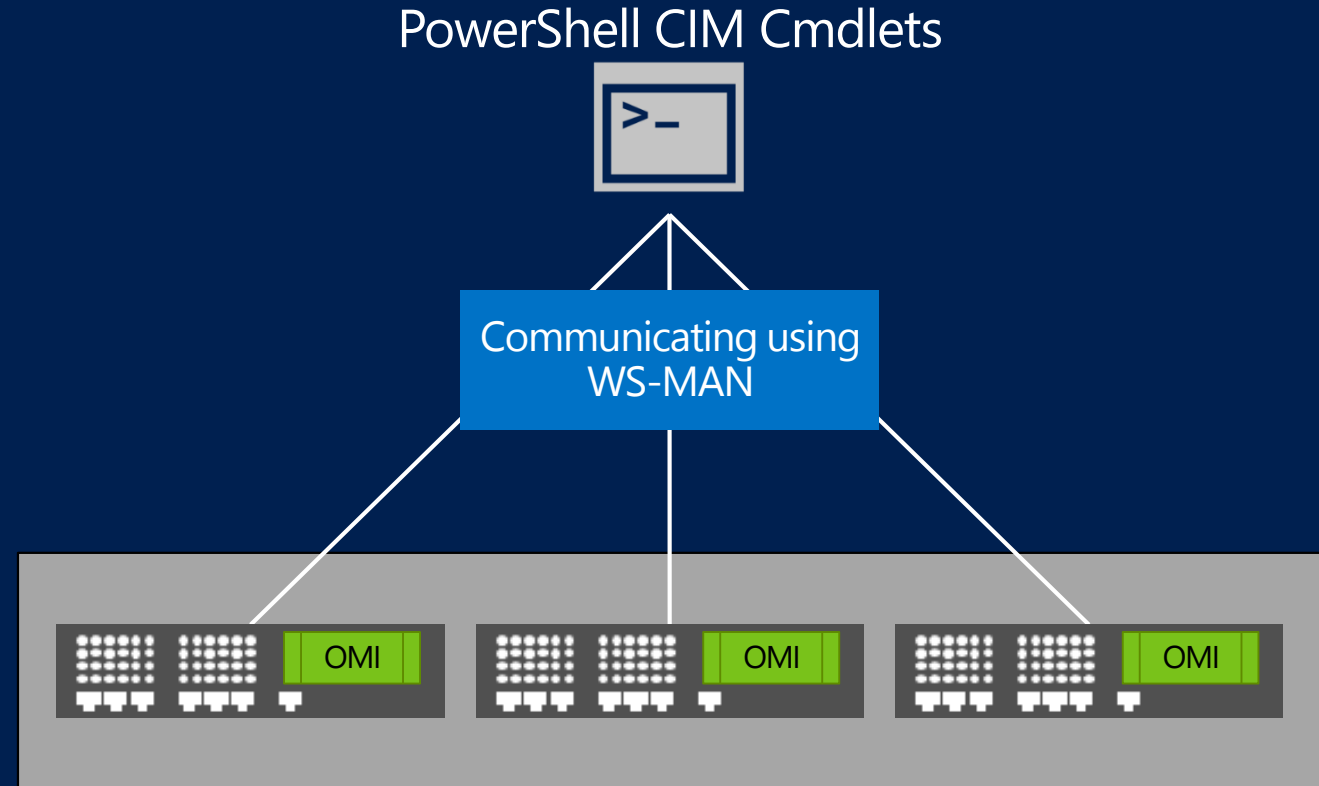 PowerShell CIM Cmdlets
>_
Communicating using
WS-MAN
OMI
OMI
OMI